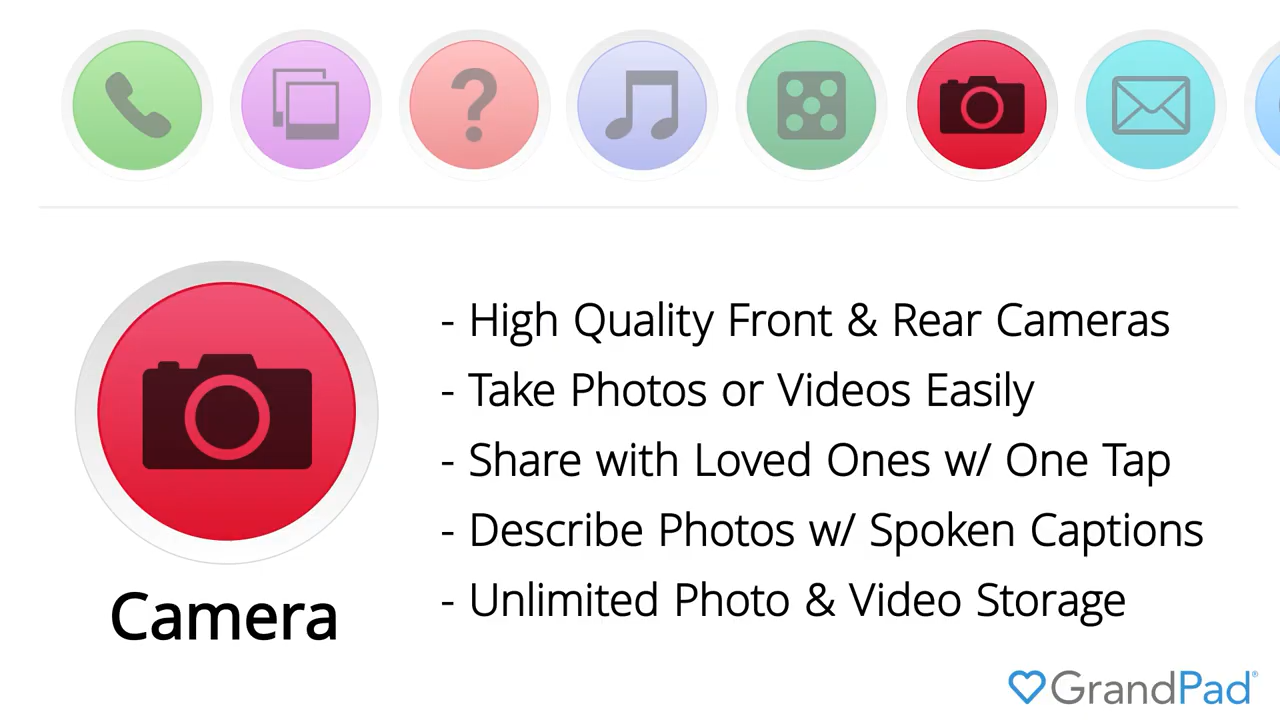 ?
- High Quality Front & Rear Cameras
- Take Photos or Videos Easily
- Share with Loved Ones w/ One Tap
- Describe Photos w/ Spoken Captions
- Unlimited Photo & Video Storage
Camera
GrandPad®